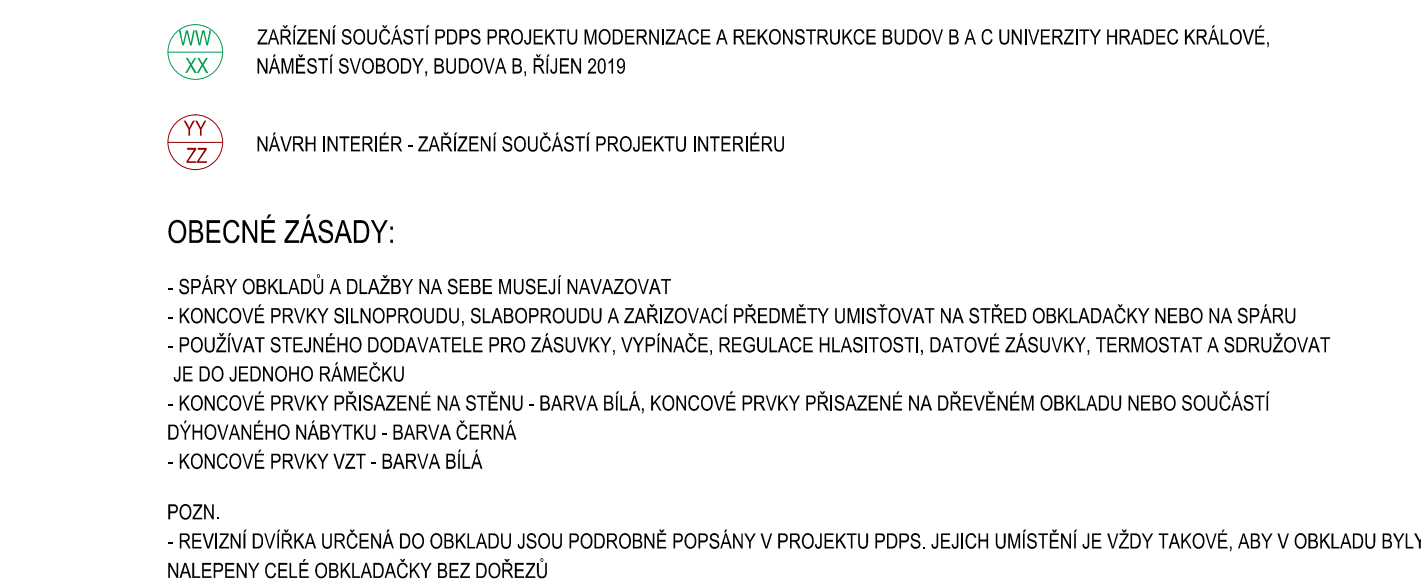 WW
XX
ZAŘÍZENÍ SOUČÁSTÍ PDPS PROJEKTU MODERNIZACE A REKONSTRUKCE BUDOV B A C UNIVERZITY HRADEC KRÁLOVÉ,
NÁMĚSTÍ SVOBODY, BUDOVA B, ŘÍJEN 2019
YY
ZZ
NÁVRH INTERIÉR - ZAŘÍZENÍ SOUČÁSTÍ PROJEKTU INTERIÉRU
OBECNÉ ZÁSADY:
- SPÁRY OBKLADŮ A DLAŽBY NA SEBE MUSEJÍ NAVAZOVAT
- KONCOVÉ PRVKY SILNOPROUDU, SLABOPROUDU A ZAŘIZOVACÍ PŘEDMĚTY UMISŤOVAT NA STŘED OBKLADAČKY NEBO NA SPÁRU
- POUŽÍVAT STEJNÉHO DODAVATELE PRO ZÁSUVKY, VYPÍNAČE, REGULACE HLASITOSTI, DATOVÉ ZÁSUVKY, TERMOSTAT A SDRUŽOVAT
JE DO JEDNOHO RÁMEČKU
- KONCOVÉ PRVKY PŘISAZENÉ NA STĚNU - BARVA BÍLÁ, KONCOVÉ PRVKY PŘISAZENÉ NA DŘEVĚNÉM OBKLADU NEBO SOUČÁSTÍ
DÝHOVANÉHO NÁBYTKU - BARVA ČERNÁ
- KONCOVÉ PRVKY VZT - BARVA BÍLÁ
POZN.
- REVIZNÍ DVÍŘKA URČENÁ DO OBKLADU JSOU PODROBNĚ POPSÁNY V PROJEKTU PDPS. JEJICH UMÍSTĚNÍ JE VŽDY TAKOVÉ, ABY V OBKLADU BYLY
NALEPENY CELÉ OBKLADAČKY BEZ DOŘEZŮ